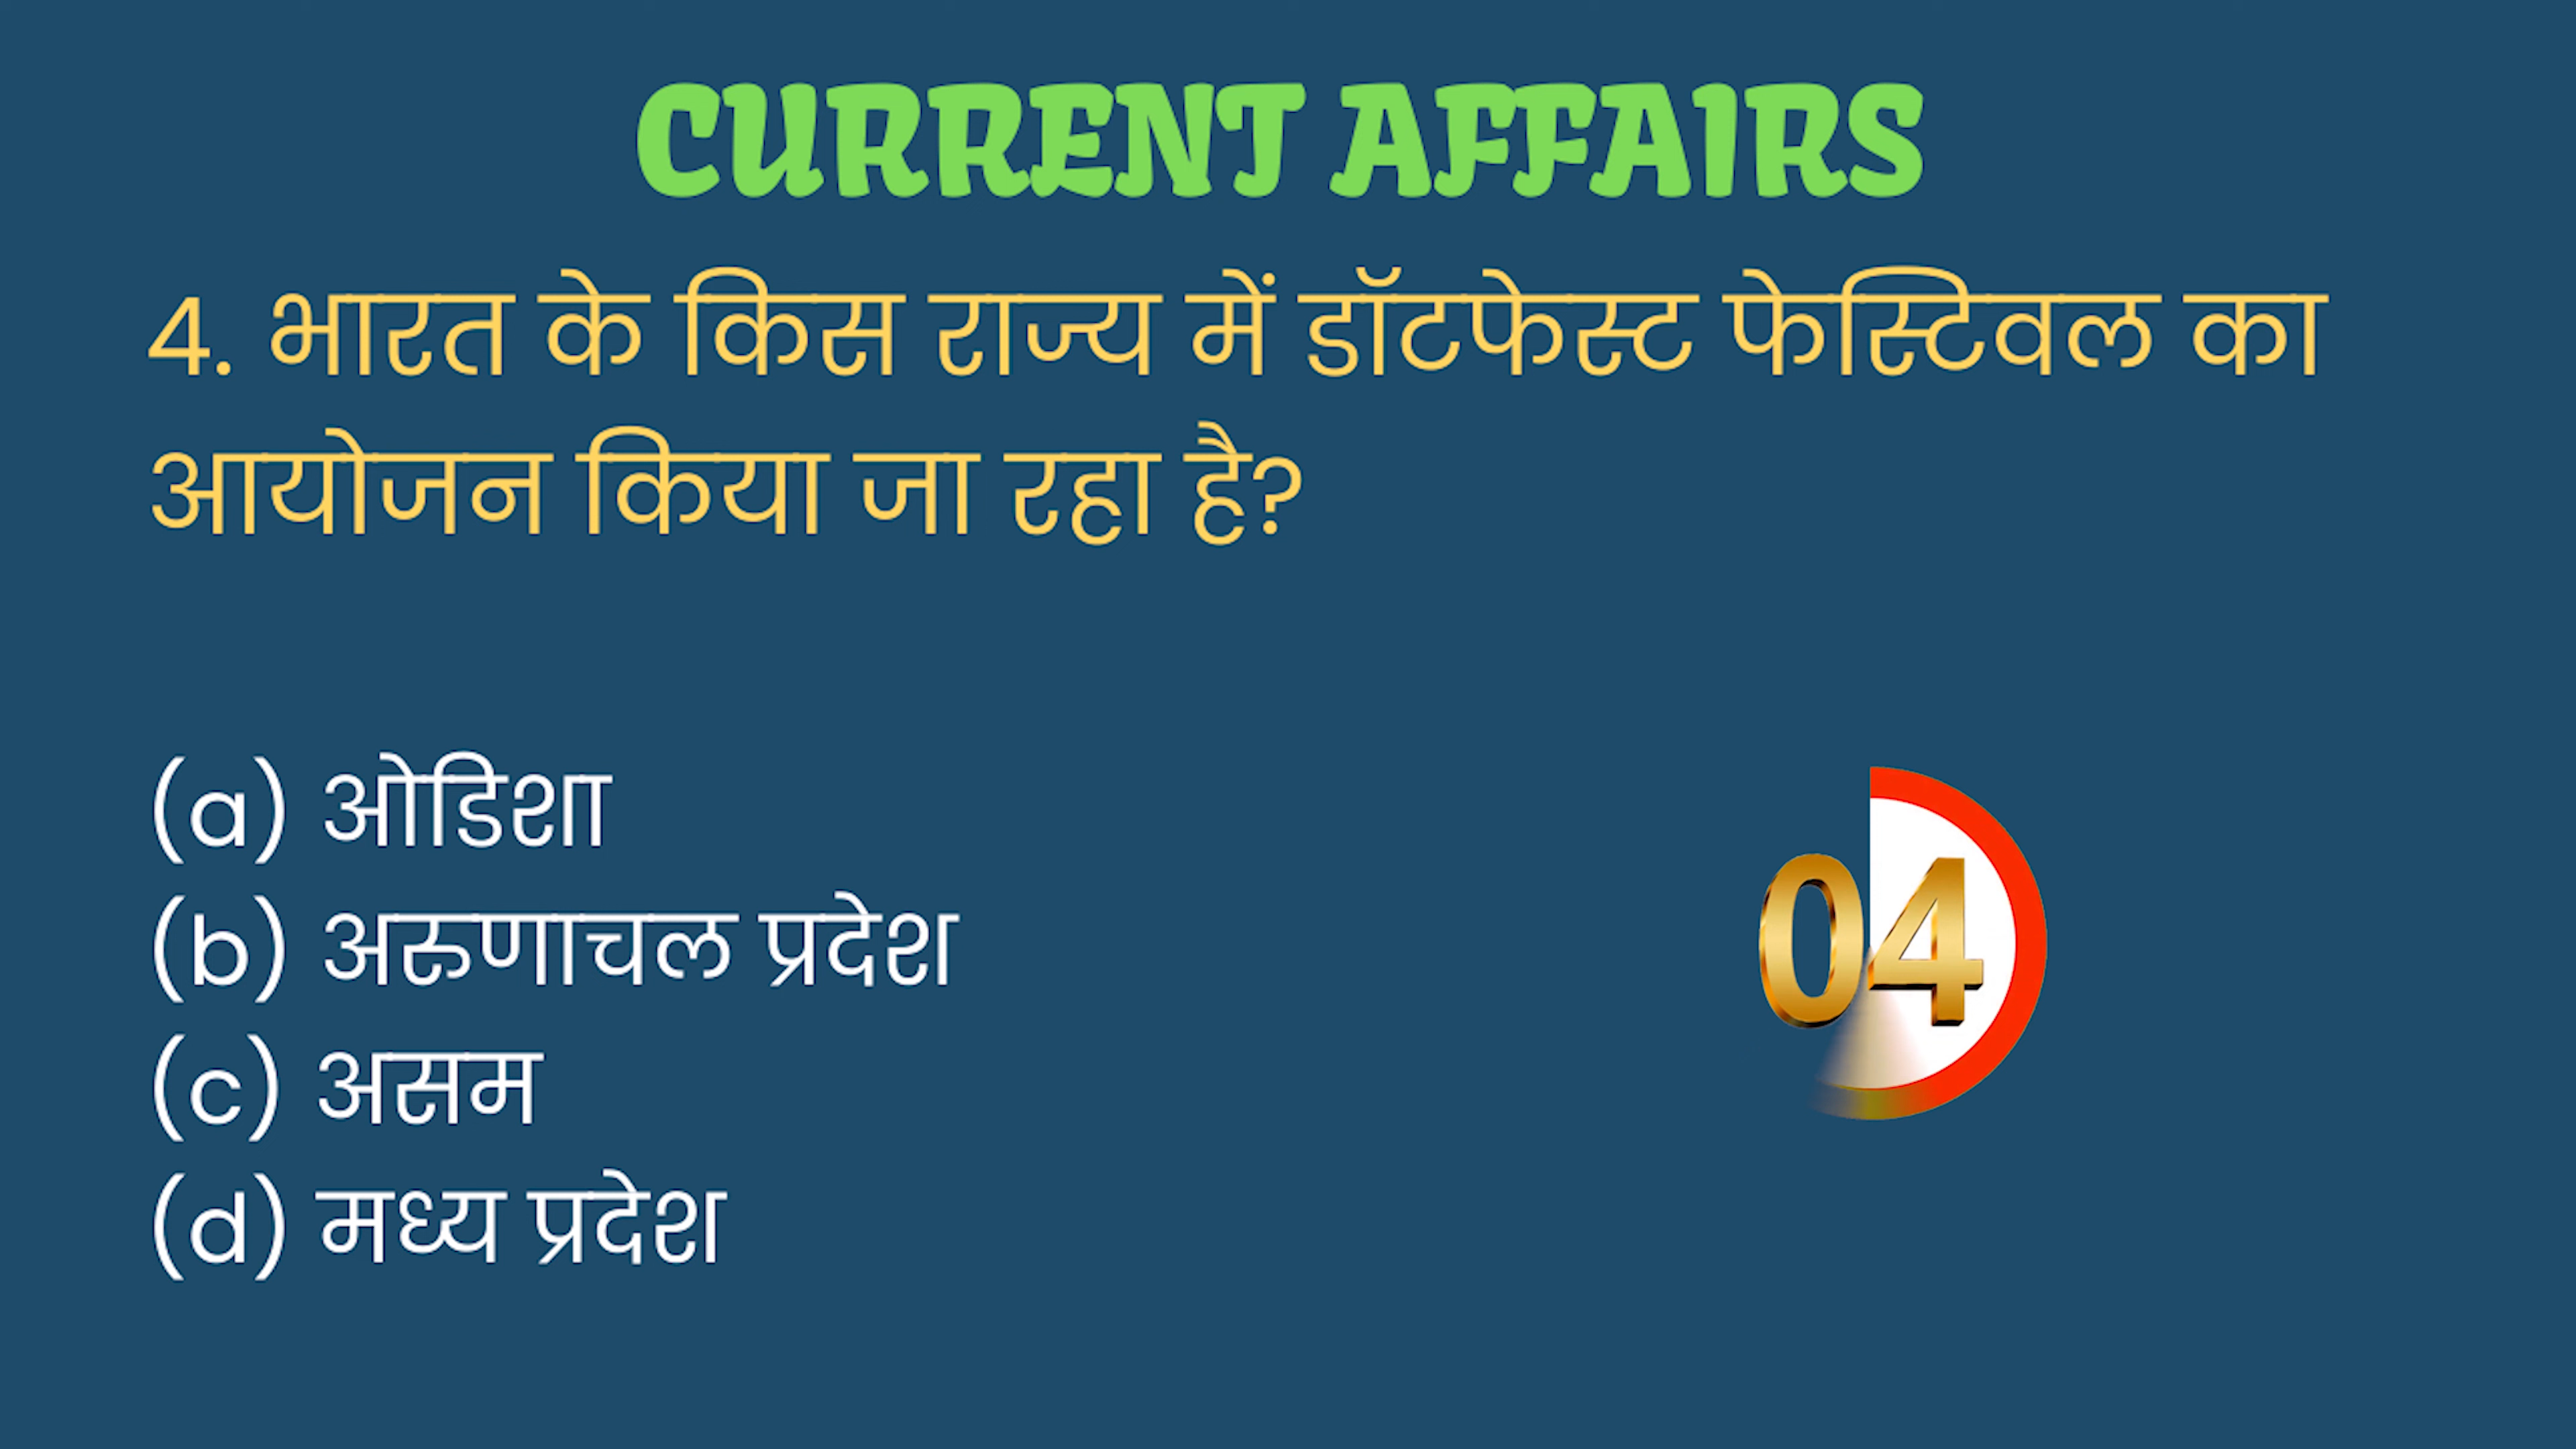 CURRENT AFFAIRS
4. भारत के किस राज्य में डॉटफेस्ट फेस्टिवल का
आयोजन किया जा रहा है?
(a) ओडिशा
(b) अरुणाचल प्रदेश
04
(c) असम
(d) मध्य प्रदेश